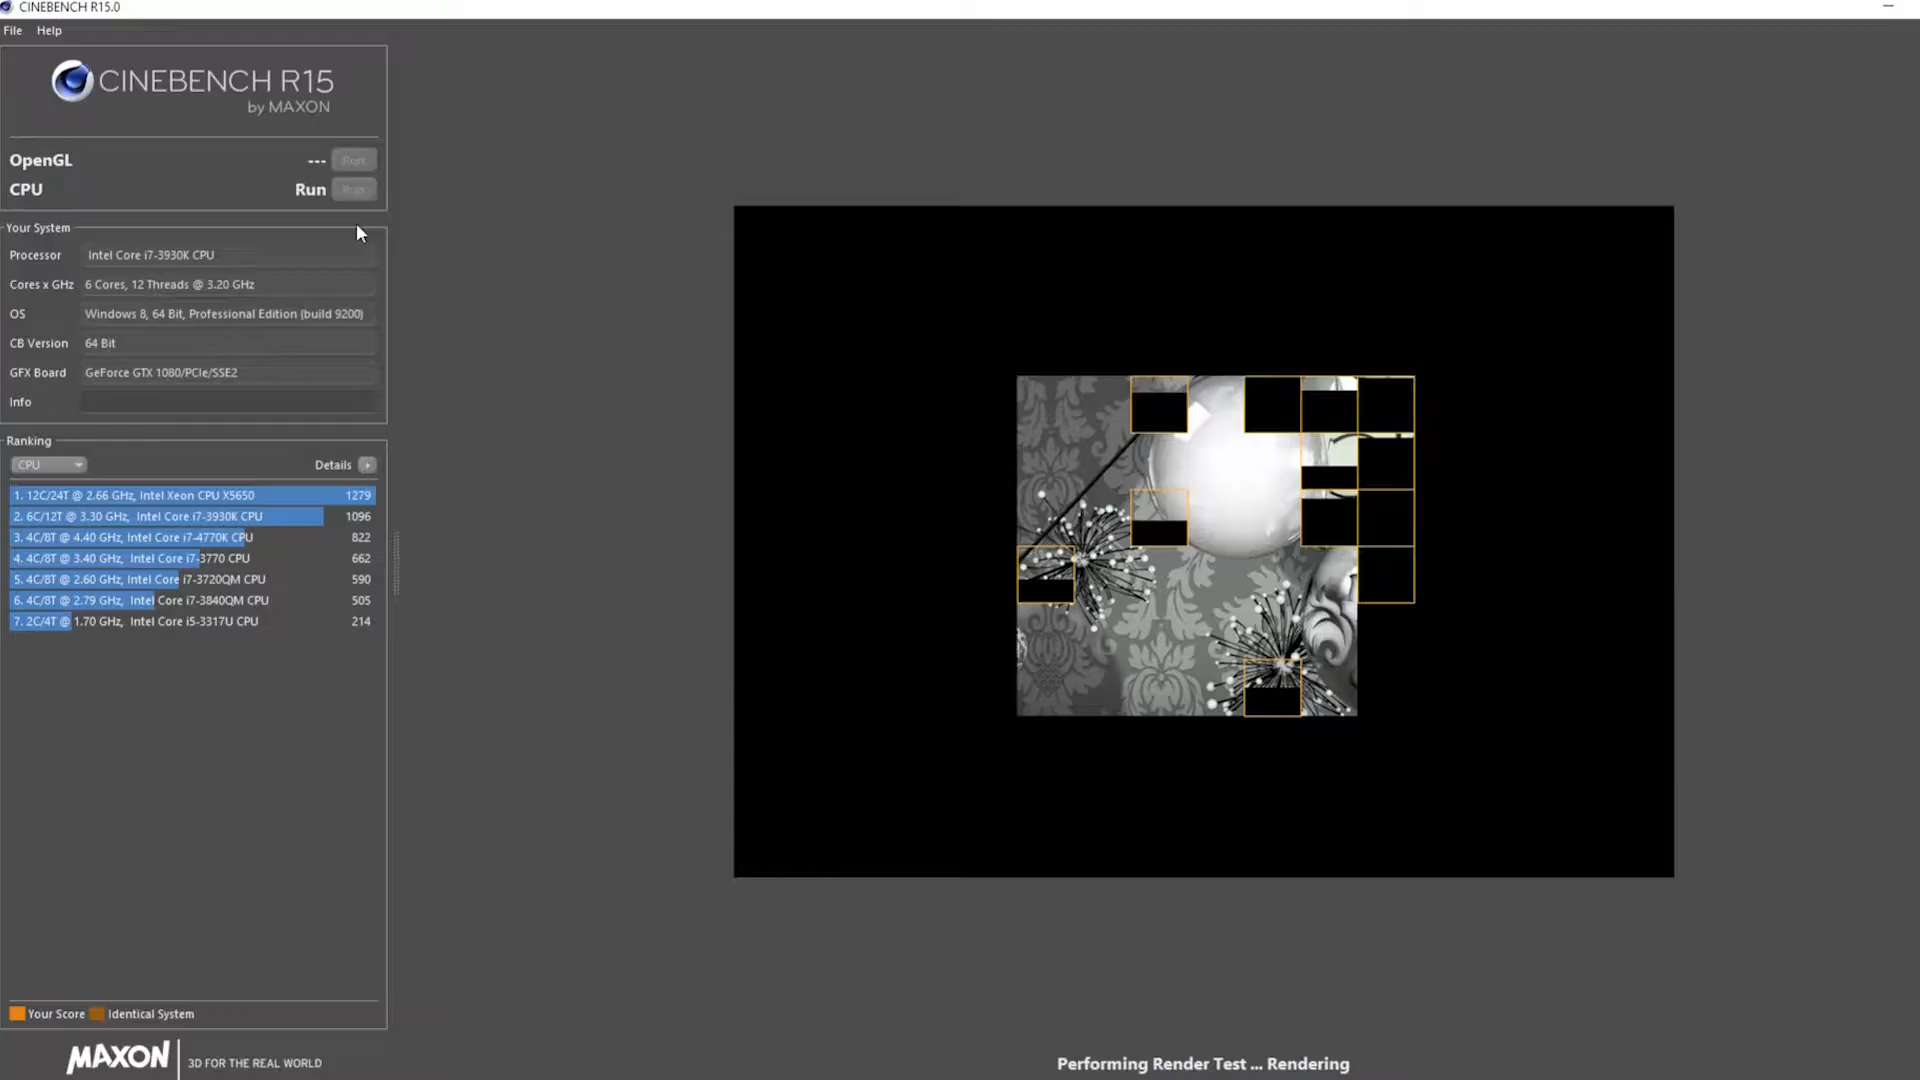 CINEBENCH R15.0
File Help
CINEBENCH R15
by MAXON
OpenGL --- Run
CPU Run Run
Your System
Processor Intel Core i7-3930K CPU
Cores x GHz 6 Cores, 12 Threads @ 3.20 GHz
OS Windows 8, 64 Bit, Professional Edition (build 9200)
CB Version 64 Bit
GFX Board GeForce GTX 1080/PCIe/SSE2
Info
Ranking
CPU Details
1. 12C/24T @ 2.66 GHz, Intel Xeon CPU X5650 1279
2. 6C/12T @ 3.30 GHz, Intel Core i7-3930K CPU 1096
3. 4C/8T @ 4.40 GHz, Intel Core i7-4770K CPU 822
4. 4C/8T @ 3.40 GHz, Intel Core i7-3770 CPU 662
5. 4C/8T @ 2.60 GHz, Intel Core i7-3720QM CPU 590
6. 4C/8T @ 2.79 GHz, Intel Core i7-3840QM CPU 505
7. 2C/4T @ 1.70 GHz, Intel Core i5-3317U CPU 214
Your Score Identical System
MAXON 3D FOR THE REAL WORLD
Performing Render Test ... Rendering